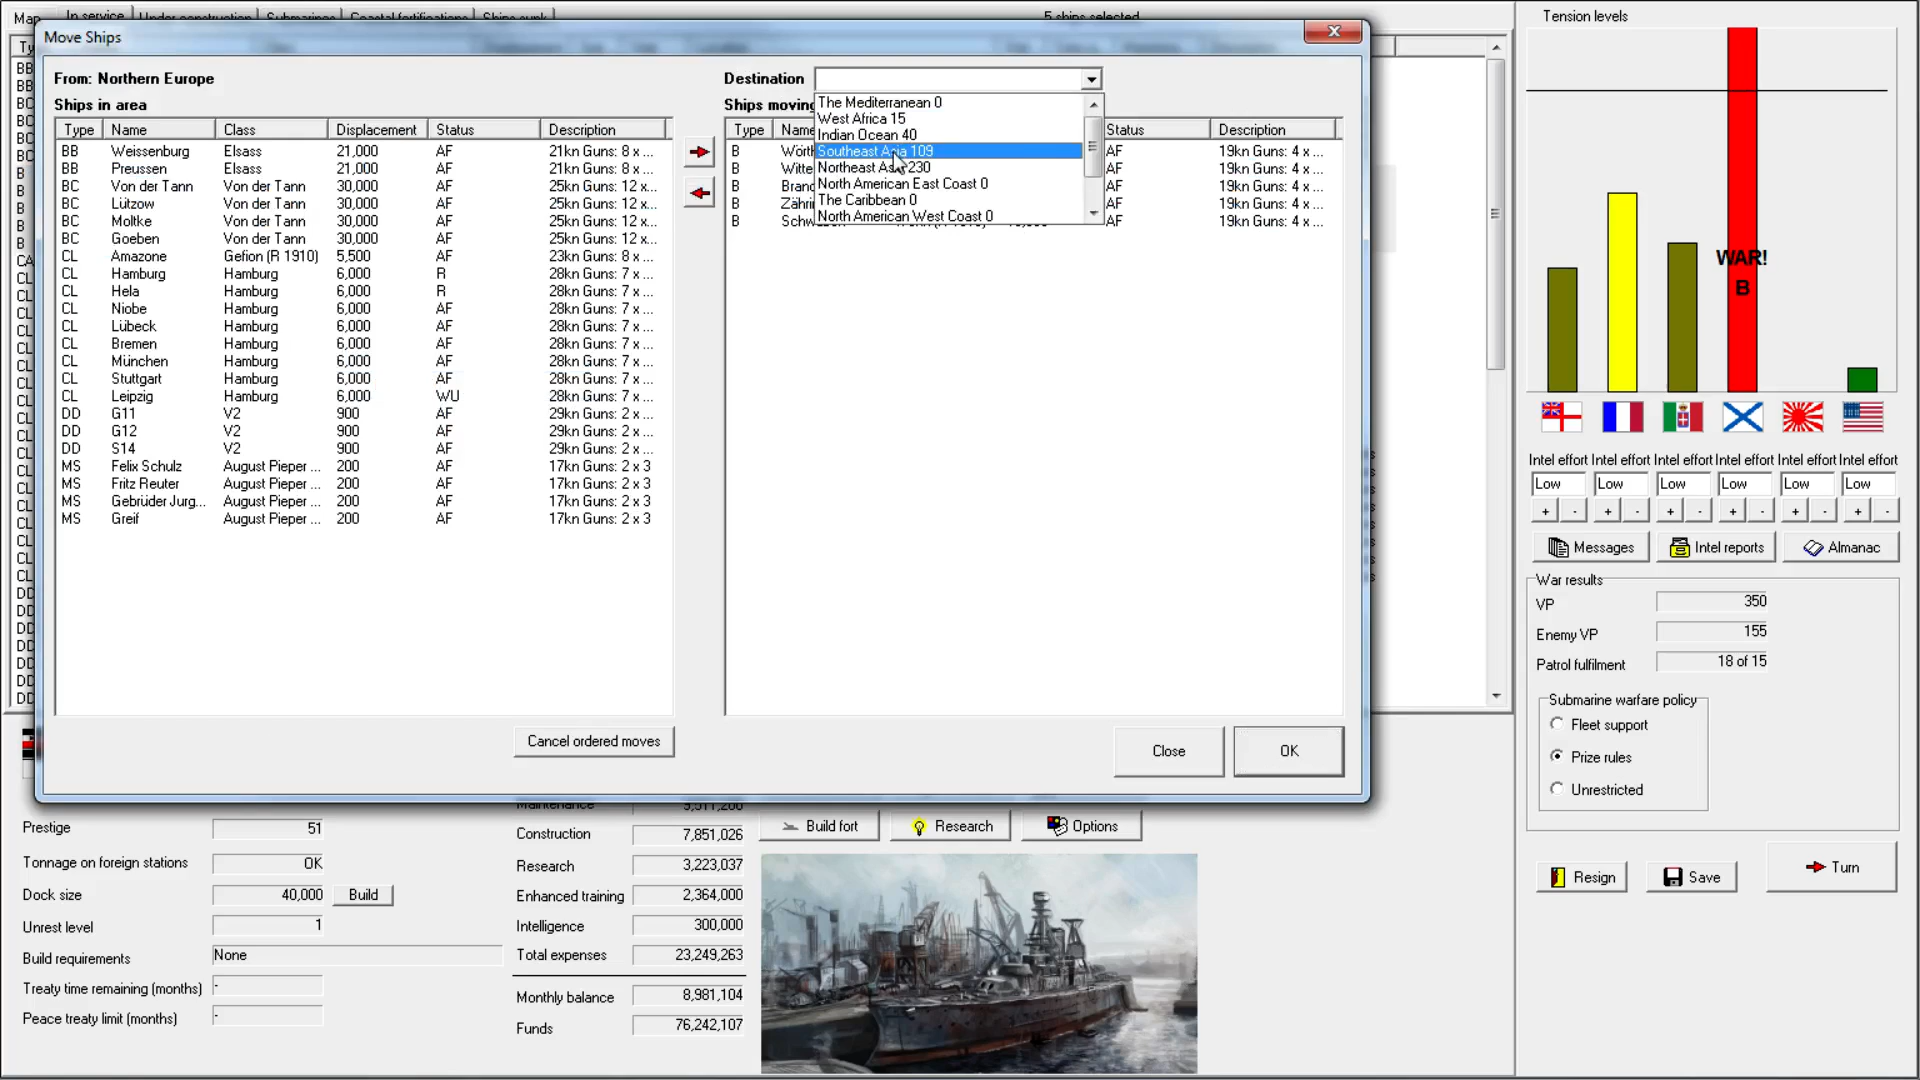 Map In service Under construction Submarines Coastal fortifications Ships sunk 5 ships selected
Move Ships
From: Northern Europe
Ships in area
Type Name Class Displacement Status Description
BB Weissenburg Elsass 21,000 AF 21kn Guns: 8 x ...
BB Preussen Elsass 21,000 AF 21kn Guns: 8 x ...
BC Von der Tann Von der Tann 30,000 AF 25kn Guns: 12 x...
BC Lützow Von der Tann 30,000 AF 25kn Guns: 12 x...
BC Moltke Von der Tann 30,000 AF 25kn Guns: 12 x...
BC Goeben Von der Tann 30,000 AF 25kn Guns: 12 x...
CL Amazone Gefion (R 1910) 5,500 AF 23kn Guns: 8 x ...
CL Hamburg Hamburg 6,000 R 28kn Guns: 7 x ...
CL Hela Hamburg 6,000 R 28kn Guns: 7 x ...
CL Niobe Hamburg 6,000 AF 28kn Guns: 7 x ...
CL Lübeck Hamburg 6,000 AF 28kn Guns: 7 x ...
CL Bremen Hamburg 6,000 AF 28kn Guns: 7 x ...
CL München Hamburg 6,000 AF 28kn Guns: 7 x ...
CL Stuttgart Hamburg 6,000 AF 28kn Guns: 7 x ...
CL Leipzig Hamburg 6,000 WU 28kn Guns: 7 x ...
DD G11 V2 900 AF 29kn Guns: 2 x ...
DD G12 V2 900 AF 29kn Guns: 2 x ...
DD S14 V2 900 AF 29kn Guns: 2 x ...
MS Felix Schulz August Pieper ... 200 AF 17kn Guns: 2 x 3
MS Fritz Reuter August Pieper ... 200 AF 17kn Guns: 2 x 3
MS Gebrüder Jurg... August Pieper ... 200 AF 17kn Guns: 2 x 3
MS Greif August Pieper ... 200 AF 17kn Guns: 2 x 3
Cancel ordered moves
Destination
Ships moving
The Mediterranean 0
West Africa 15
Indian Ocean 40
Southeast Asia 109
Northeast Asia 230
North American East Coast 0
The Caribbean 0
North American West Coast 0
Type Name Status Description
B AF 19kn Guns: 4 x ...
B AF 19kn Guns: 4 x ...
B AF 19kn Guns: 4 x ...
B AF 19kn Guns: 4 x ...
B AF 19kn Guns: 4 x ...
Close OK
Tension levels
WAR!
B
Intel effort Intel effort Intel effort Intel effort Intel effort Intel effort
Low Low Low Low Low Low
+ - + - + - + - + - + -
Messages Intel reports Almanac
War results
VP 350
Enemy VP 155
Patrol fulfilment 18 of 15
Submarine warfare policy
Fleet support
Prize rules
Unrestricted
Resign Save Turn
Prestige 51
Tonnage on foreign stations OK
Dock size 40,000 Build
Unrest level 1
Build requirements None
Treaty time remaining (months) -
Peace treaty limit (months) -
Maintenance 9,511,200
Construction 7,851,026
Research 3,223,037
Enhanced training 2,364,000
Intelligence 300,000
Total expenses 23,249,263
Monthly balance 8,981,104
Funds 76,242,107
Build fort Research Options